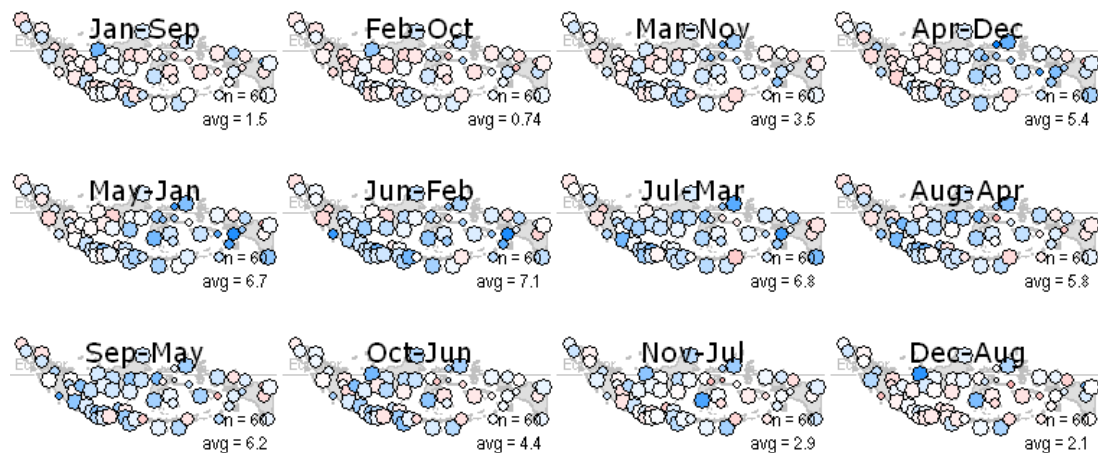 Jan-Sep
n = 60
avg = 1.5
Feb-Oct
n = 60
avg = 0.74
Mar-Nov
n = 60
avg = 3.5
Apr-Dec
n = 60
avg = 5.4
May-Jan
n = 60
avg = 6.7
Jun-Feb
n = 60
avg = 7.1
Jul-Mar
n = 60
avg = 6.8
Aug-Apr
n = 60
avg = 5.8
Sep-May
n = 60
avg = 6.2
Oct-Jun
n = 60
avg = 4.4
Nov-Jul
n = 60
avg = 2.9
Dec-Aug
n = 60
avg = 2.1